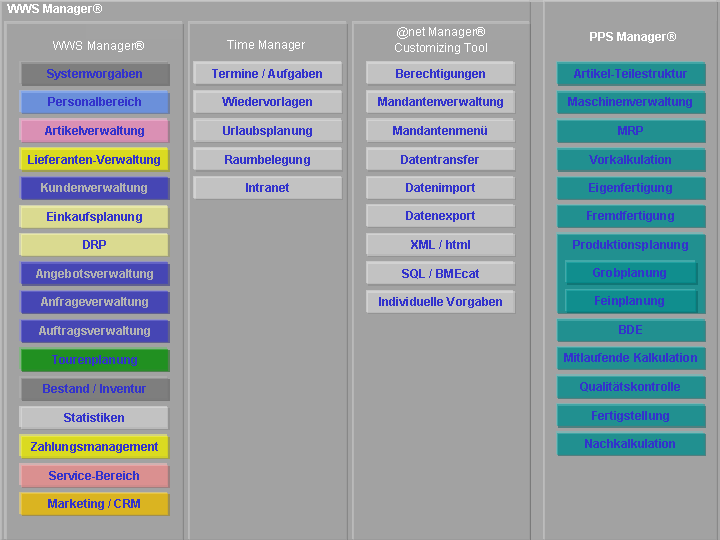 WWS Manager®
WWS Manager®
Systemvorgaben
Personalbereich
Artikelverwaltung
Lieferanten-Verwaltung
Kundenverwaltung
Einkaufsplanung
DRP
Angebotsverwaltung
Anfrageverwaltung
Auftragsverwaltung
Tourenplanung
Bestand / Inventur
Statistiken
Zahlungsmanagement
Service-Bereich
Marketing / CRM
Time Manager
Termine / Aufgaben
Wiedervorlagen
Urlaubsplanung
Raumbelegung
Intranet
@net Manager®
Customizing Tool
Berechtigungen
Mandantenverwaltung
Mandantenmenü
Datentransfer
Datenimport
Datenexport
XML / html
SQL / BMEcat
Individuelle Vorgaben
PPS Manager®
Artikel-Teilestruktur
Maschinenverwaltung
MRP
Vorkalkulation
Eigenfertigung
Fremdfertigung
Produktionsplanung
Grobplanung
Feinplanung
BDE
Mitlaufende Kalkulation
Qualitätskontrolle
Fertigstellung
Nachkalkulation